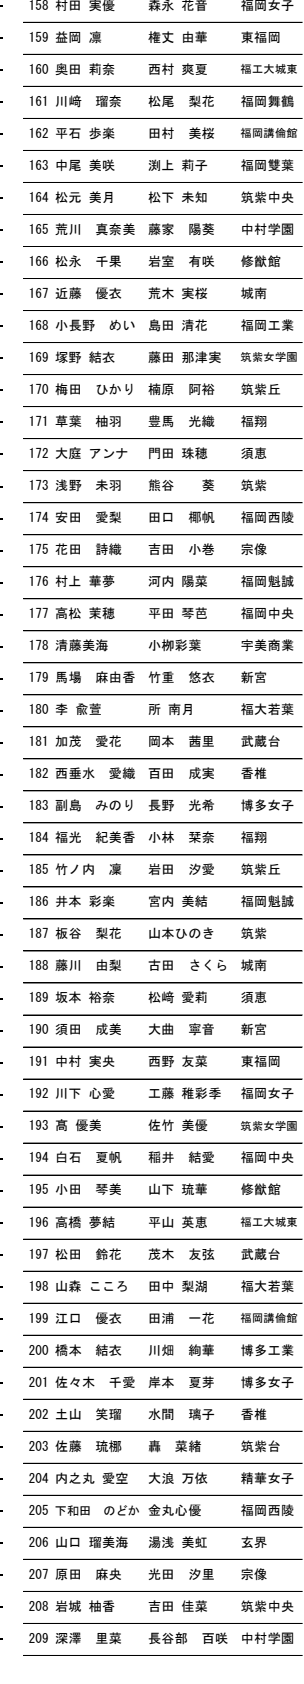 158 村田 実優 森永 花音 福岡女子
159 益岡 凛 権丈 由華 東福岡
160 奥田 莉奈 西村 爽夏 福工大城東
161 川﨑 瑠奈 松尾 梨花 福岡舞鶴
162 平石 歩楽 田村 美桜 福岡講倫館
163 中尾 美咲 渕上 莉子 福岡雙葉
164 松元 美月 松下 未知 筑紫中央
165 荒川 真奈美 藤家 陽葵 中村学園
166 松永 千果 岩室 有咲 修猷館
167 近藤 優衣 荒木 実桜 城南
168 小長野 めい 島田 清花 福岡工業
169 塚野 結衣 藤田 那津実 筑紫女学園
170 梅田 ひかり 楠原 阿裕 筑紫丘
171 草葉 柚羽 豊馬 光織 福翔
172 大庭 アンナ 門田 珠穂 須恵
173 浅野 未羽 熊谷 葵 筑紫
174 安田 愛梨 田口 椰帆 福岡西陵
175 花田 詩織 吉田 小巻 宗像
176 村上 華夢 河内 陽菜 福岡魁誠
177 高松 茉穂 平田 琴芭 福岡中央
178 清藤美海 小栁彩葉 宇美商業
179 馬場 麻由香 竹重 悠衣 新宮
180 李 兪萱 所 南月 福大若葉
181 加茂 愛花 岡本 茜里 武蔵台
182 西垂水 愛織 百田 成実 香椎
183 副島 みのり 長野 光希 博多女子
184 福光 紀美香 小林 栞奈 福翔
185 竹ノ内 凜 岩田 汐愛 筑紫丘
186 井本 彩楽 宮内 美結 福岡魁誠
187 板谷 梨花 山本ひのき 筑紫
188 藤川 由梨 古田 さくら 城南
189 坂本 裕奈 松﨑 愛莉 須恵
190 須田 成美 大曲 寧音 新宮
191 中村 実央 西野 友菜 東福岡
192 川下 心愛 工藤 稚彩季 福岡女子
193 髙 優美 佐竹 美優 筑紫女学園
194 白石 夏帆 稲井 結愛 福岡中央
195 小田 琴美 山下 琉華 修猷館
196 高橋 夢結 平山 英恵 福工大城東
197 松田 鈴花 茂木 友弦 武蔵台
198 山森 こころ 田中 梨湖 福大若葉
199 江口 優衣 田浦 一花 福岡講倫館
200 橋本 結衣 川畑 絢華 博多工業
201 佐々木 千愛 岸本 夏芽 博多女子
202 土山 笑瑠 水間 璃子 香椎
203 佐藤 琉梛 轟 菜緒 筑紫台
204 内之丸 愛空 大浪 万依 精華女子
205 下和田 のどか 金丸心優 福岡西陵
206 山口 瑠美海 湯浅 美虹 玄界
207 原田 麻央 光田 汐里 宗像
208 岩城 柚香 吉田 佳菜 筑紫中央
209 深澤 里菜 長谷部 百咲 中村学園